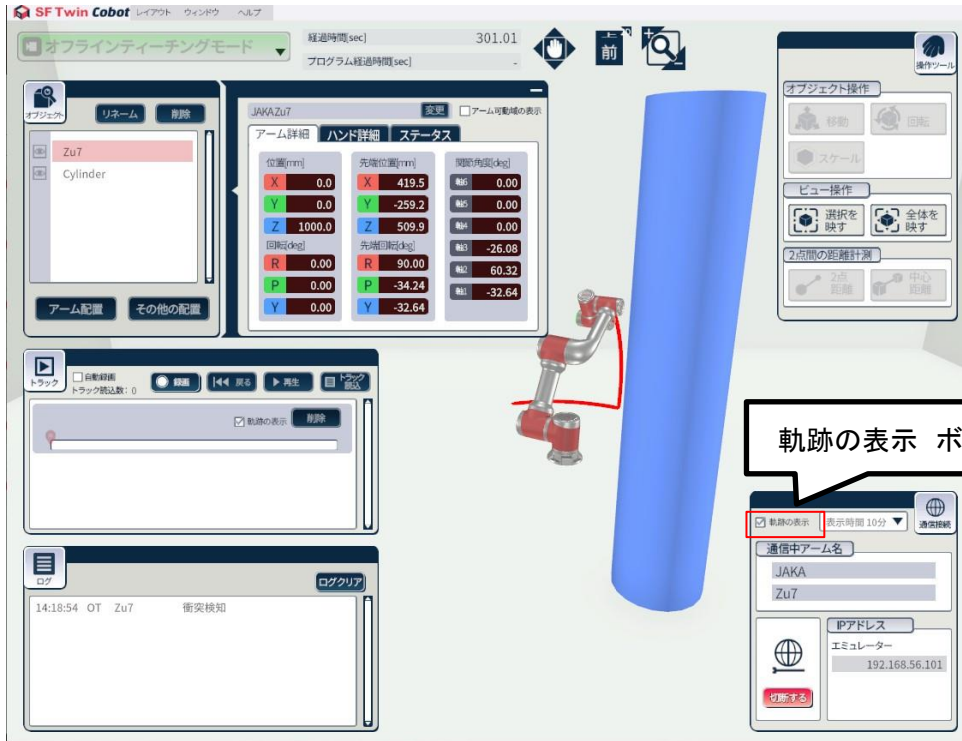 SF Twin Cobot レイアウト ウィンドウ ヘルプ
オフラインティーチングモード
経過時間[sec] 301.01
プログラム経過時間[sec] -
前
操作ツール
オブジェクト
リネーム 削除
Zu7
Cylinder
アーム配置 その他の配置
JAKA Zu7 変更 アーム可動域の表示
アーム詳細 ハンド詳細 ステータス
位置[mm] 先端位置[mm] 関節角度[deg]
X 0.0 X 419.5 軸6 0.00
Y 0.0 Y -259.2 軸5 0.00
Z 1000.0 Z 509.9 軸4 0.00
回転[deg] 先端回転[deg] 軸3 -26.08
R 0.00 R 90.00 軸2 60.32
P 0.00 P -34.24 軸1 -32.64
Y 0.00 Y -32.64
オブジェクト操作
移動 回転
スケール
ビュー操作
選択を映す 全体を映す
2点間の距離計測
2点距離 中心距離
トラック
自動録画
トラック読込数: 0
録画 戻る 再生 トラック読込
軌跡の表示 削除
ログ
ログクリア
14:18:54 OT Zu7 衝突検知
軌跡の表示 ボ
軌跡の表示 表示時間 10分 通信接続
通信中アーム名
JAKA
Zu7
IPアドレス
エミュレーター
192.168.56.101
切断する